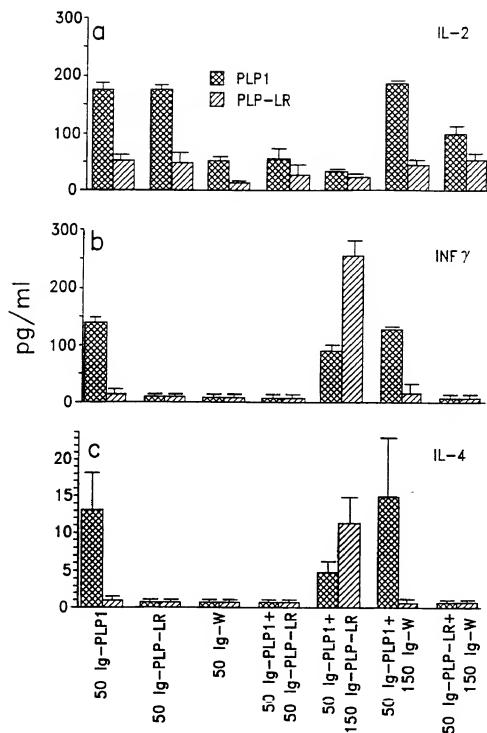 a
IL-2
300
200
100
50
0
PLP1
PLP-LR
b
INF γ
300
200
100
0
pg/ml
c
IL-4
20
15
10
5
0
50 Ig-PLP1
50 Ig-PLP-LR
50 Ig-W
50 Ig-PLP1+
50 Ig-PLP-LR
50 Ig-PLP1+
150 Ig-PLP-LR
50 Ig-PLP1+
150 Ig-W
50 Ig-PLP-LR+
150 Ig-W